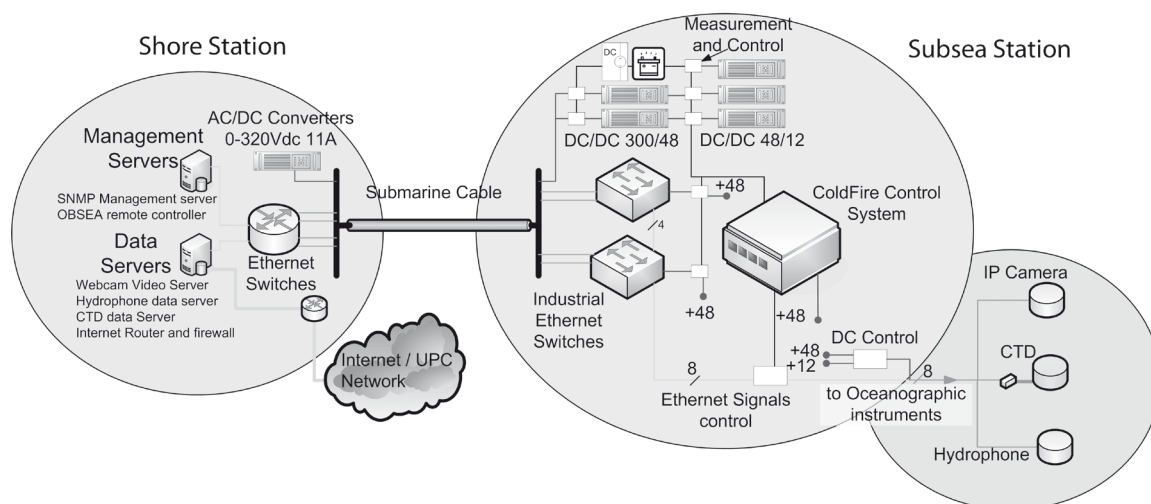 Shore Station
AC/DC Converters
0-320Vdc 11A
Management
Servers
SNMP Management server
OBSEA remote controller
Data
Servers
Webcam Video Server
Hydrophone data server
CTD data Server
Internet Router and firewall
Ethernet
Switches
Internet / UPC
Network
Submarine Cable
Subsea Station
Measurement
and Control
DC
DC/DC 300/48
DC/DC 48/12
+48
4
ColdFire Control
System
Industrial
Ethernet
Switches
+48
+48
DC Control
+48
+12
8
Ethernet Signals
control
8
to Oceanographic
instruments
IP Camera
CTD
Hydrophone